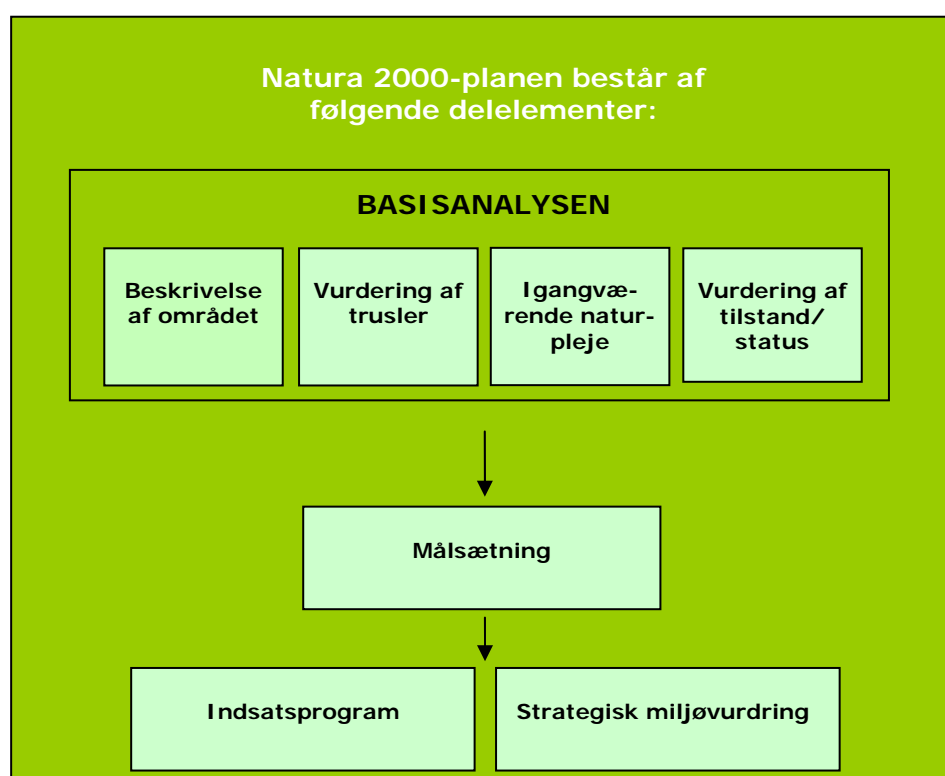 Natura 2000-planen består af
følgende delelementer:
BASISANALYSEN
Beskrivelse
af området
Vurdering af
trusler
Igangvæ-
rende natur-
pleje
Vurdering af
tilstand/
status
Målsætning
Indsatsprogram
Strategisk miljøvurdring